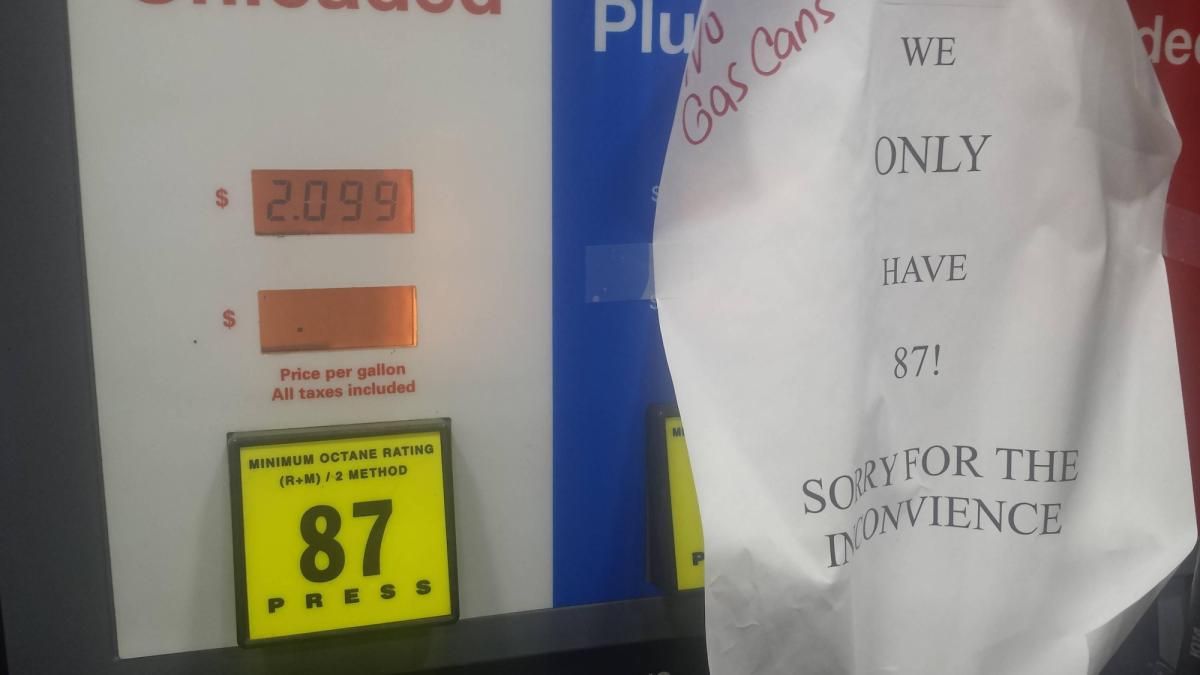 Unleaded
$ 2.099
$ .
Price per gallon
All taxes included
MINIMUM OCTANE RATING
(R+M) / 2 METHOD
87
PRESS
Plu
$
No
Gas Cans
WE
ONLY
HAVE
87!
SORRY FOR THE
INCONVIENCE